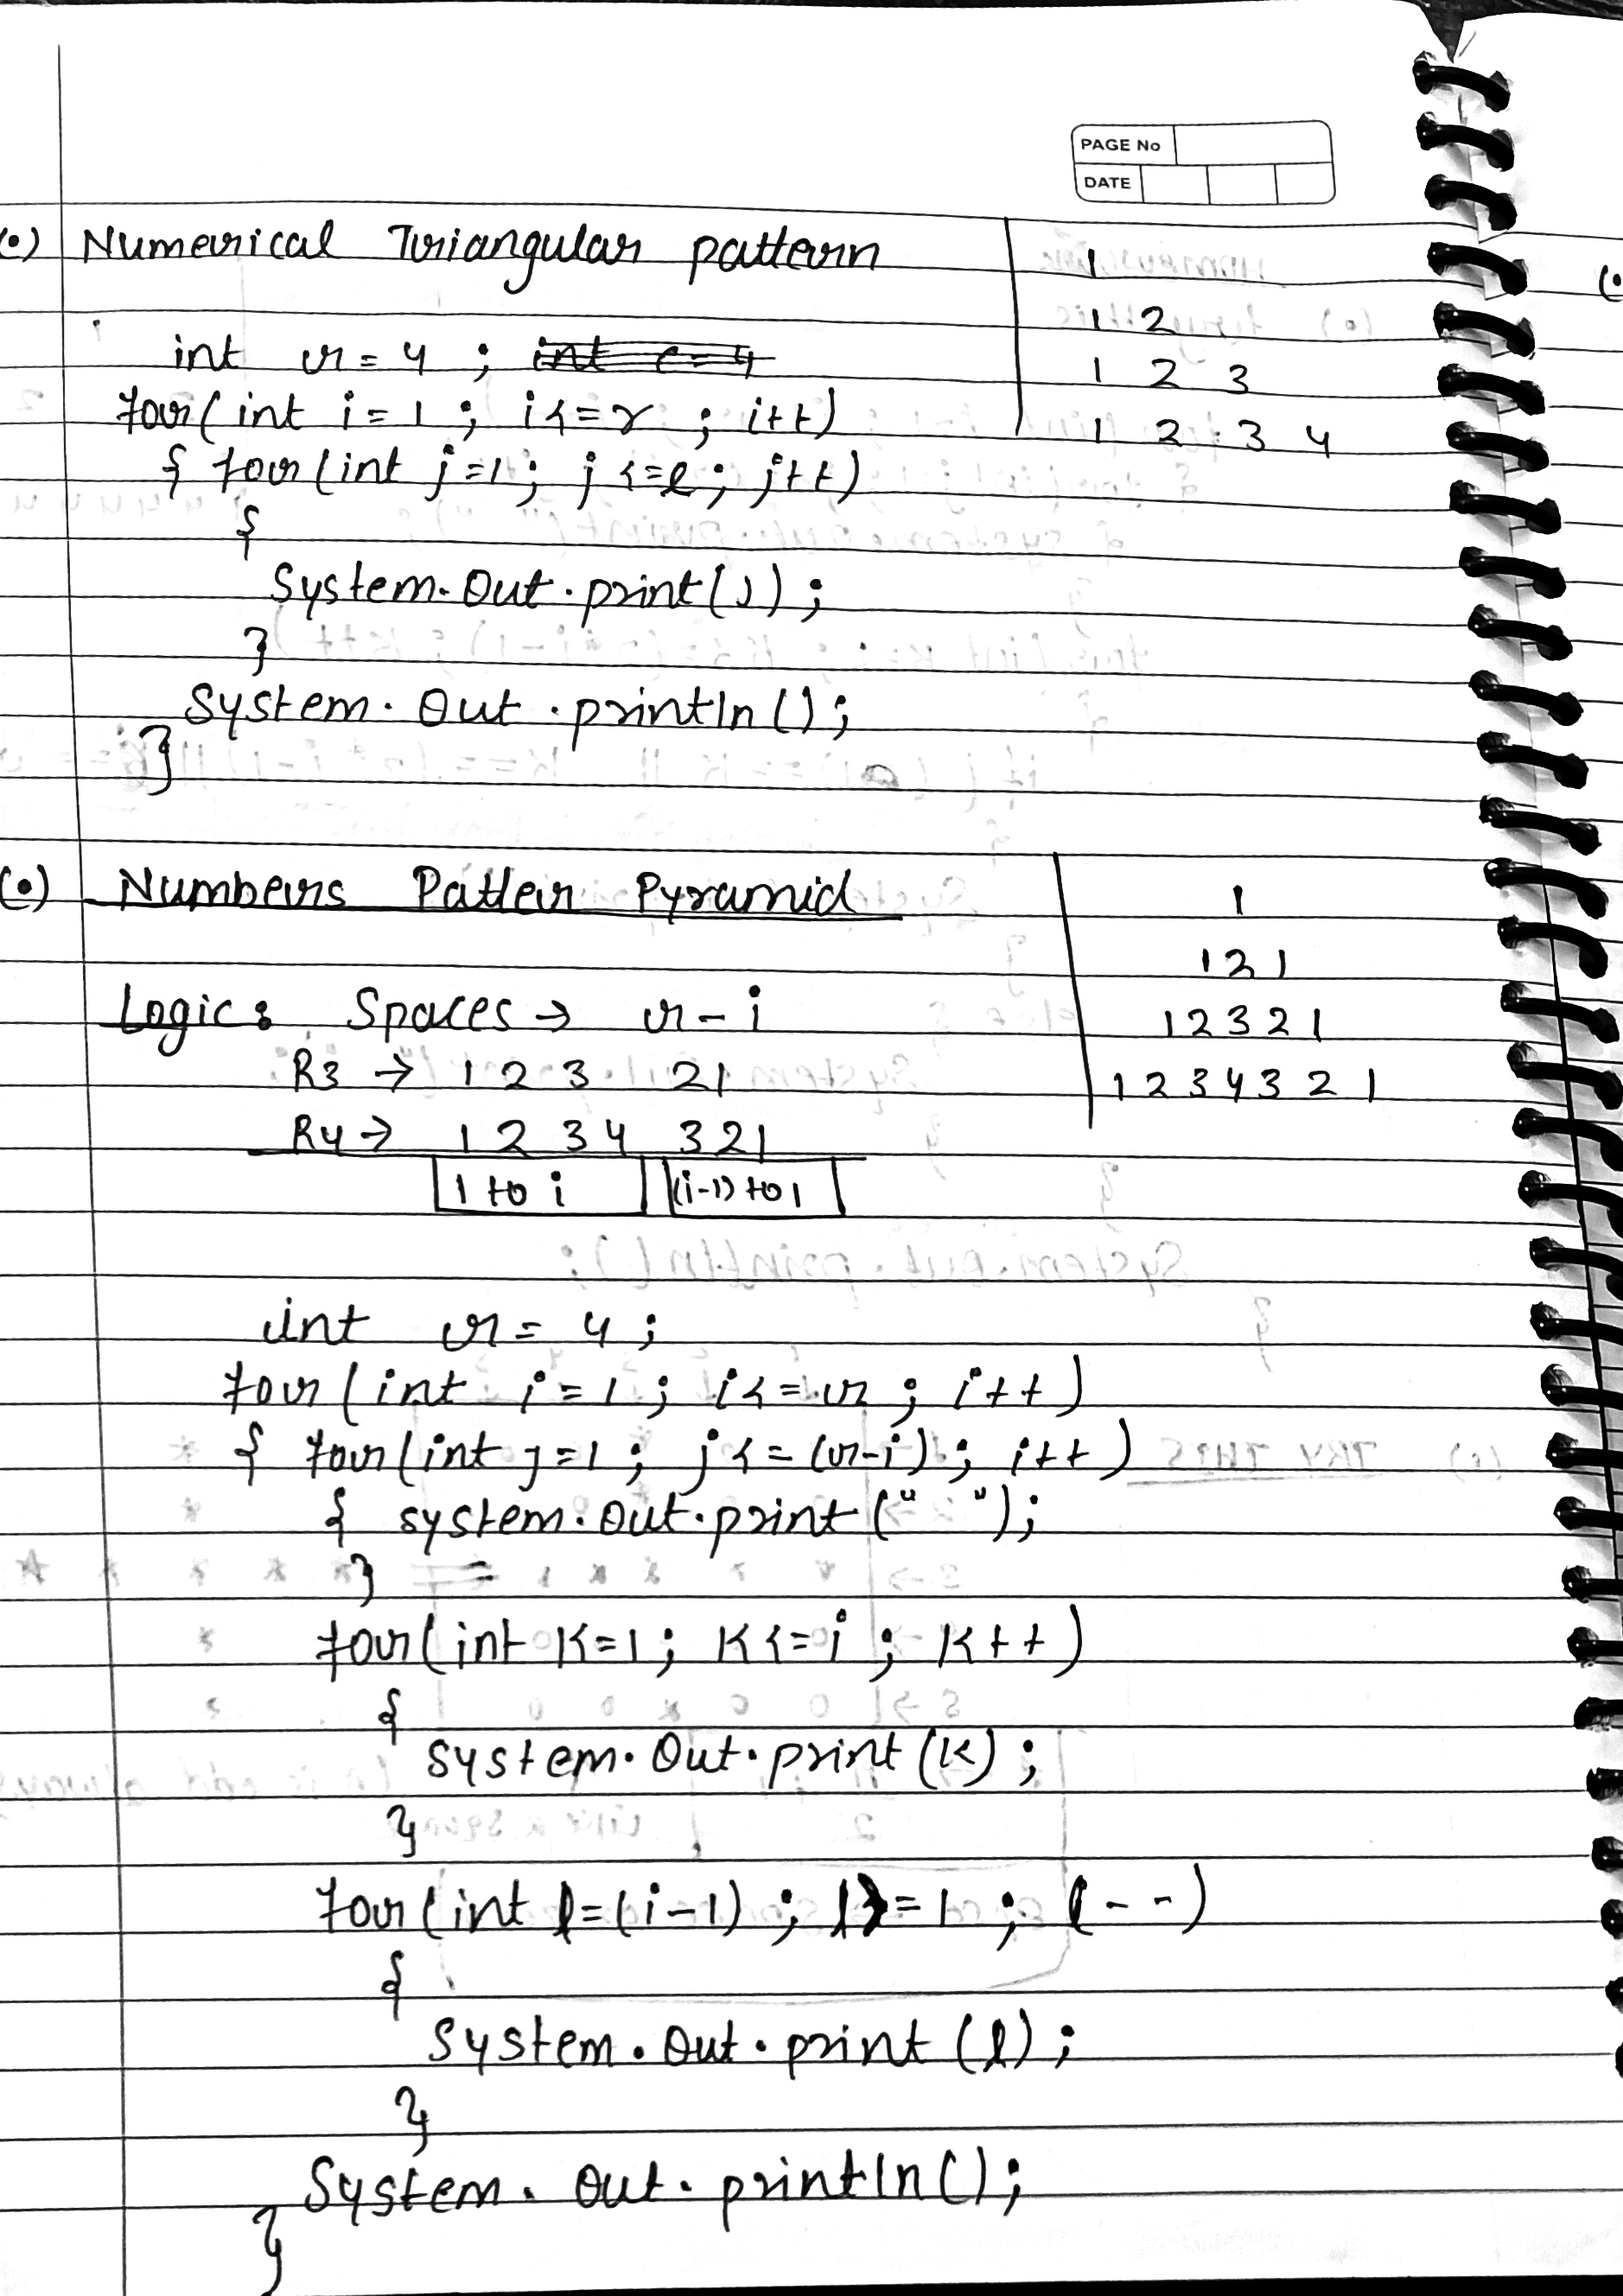 PAGE No
DATE
(•) Numerical Triangular pattern
1
1 2
1 2 3
1 2 3 4
int r = 4 ;
for( int i = 1 ; i <= r ; i++)
{ for (int j = 1 ; j <= i ; j++)
{
System. Out . print( j ) ;
}
System . Out . println ( ) ;
}
(•) Numbers Patter Pyramid
1
1 2 1
1 2 3 2 1
1 2 3 4 3 2 1
Logic : Spaces → r - i
R3 → 1 2 3 . 2 1
R4 → 1 2 3 4 3 2 1
1 to i (i-1) to 1
int r = 4 ;
for ( int i = 1 ; i <= r ; i++ )
{ for (int j = 1 ; j <= (r-i) ; i++ )
{ system . Out . print (" ");
}
for( int K=1 ; K <= i ; K++ )
{
System. Out. print (K) ;
}
for( int l = (i-1) ; l >= 1 ; l -- )
{
System . Out . print (l) ;
}
System . Out . println ( ) ;
}